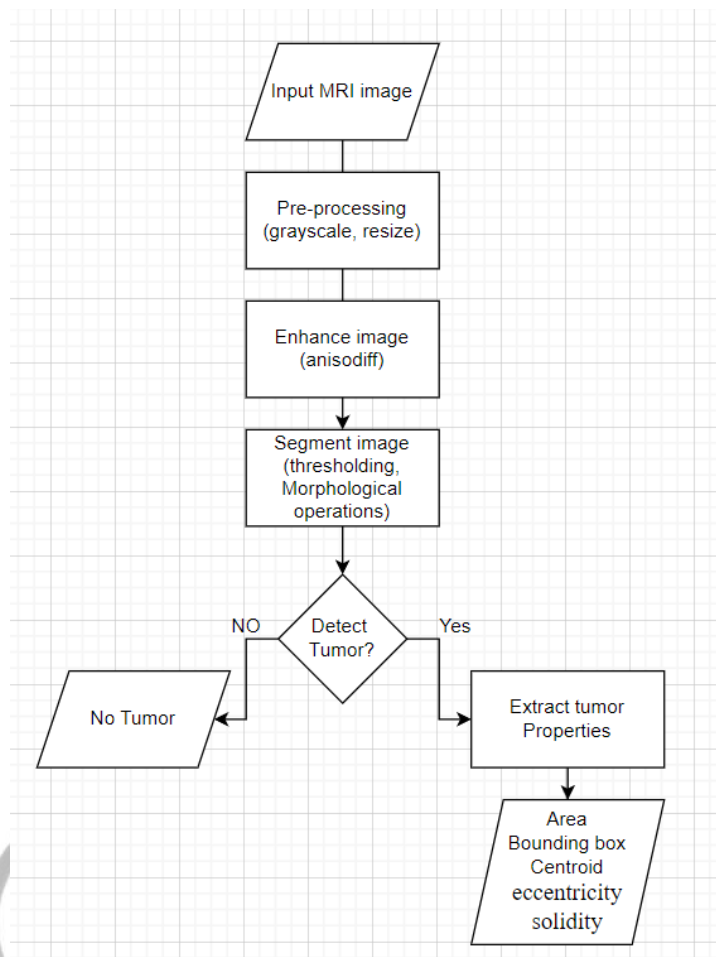 Input MRI image
Pre-processing
(grayscale, resize)
Enhance image
(anisodiff)
Segment image
(thresholding,
Morphological
operations)
NO
Detect
Tumor?
Yes
No Tumor
Extract tumor
Properties
Area
Bounding box
Centroid
eccentricity
solidity